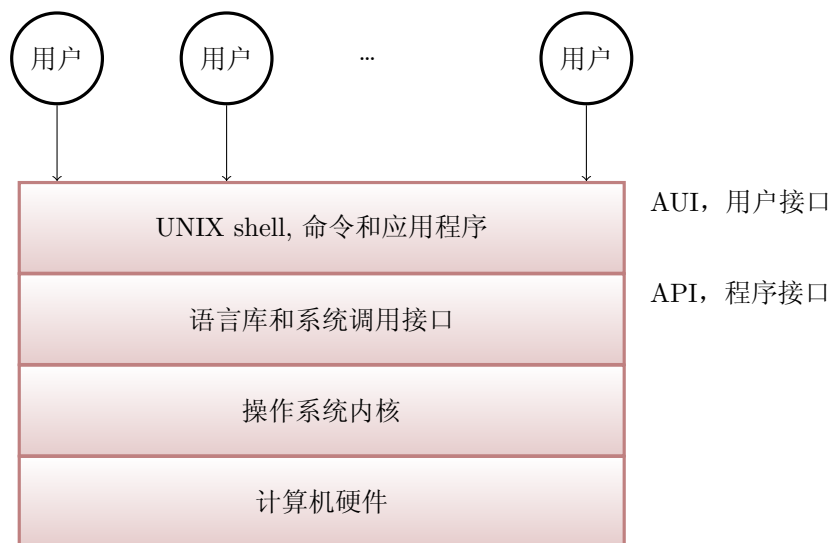 用户
用户
...
用户
AUI，用户接口
UNIX shell, 命令和应用程序
API，程序接口
语言库和系统调用接口
操作系统内核
计算机硬件